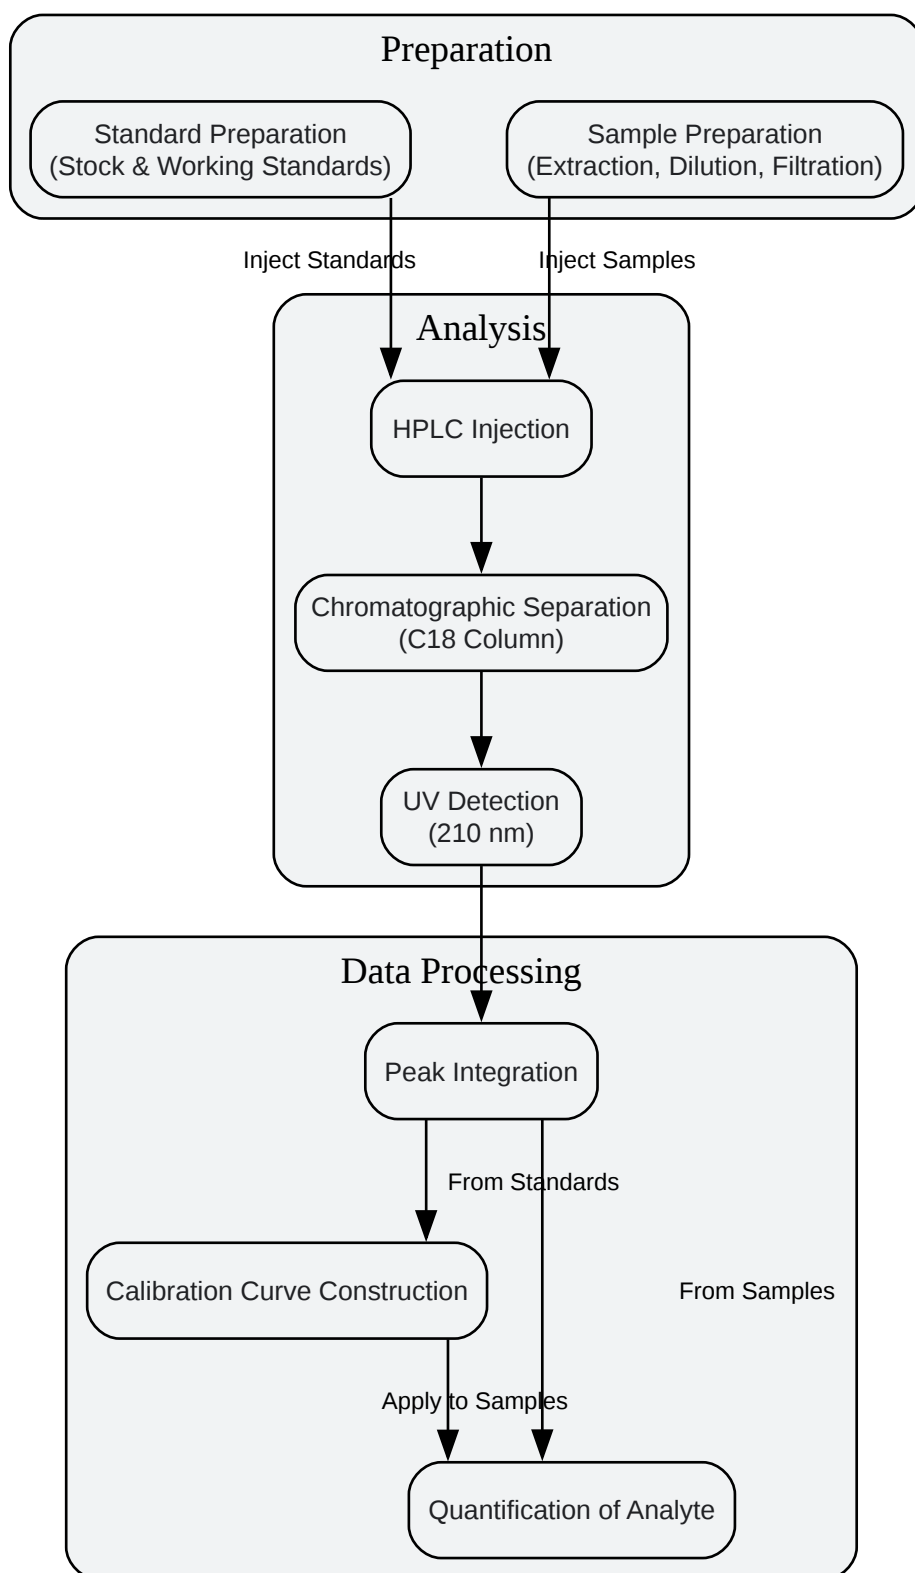 Preparation
Standard Preparation
(Stock & Working Standards)
Sample Preparation
(Extraction, Dilution, Filtration)
Inject Standards
Inject Samples
Analysis
HPLC Injection
Chromatographic Separation
(C18 Column)
UV Detection
(210 nm)
Data Processing
Peak Integration
From Standards
Calibration Curve Construction
From Samples
Apply to Samples
Quantification of Analyte